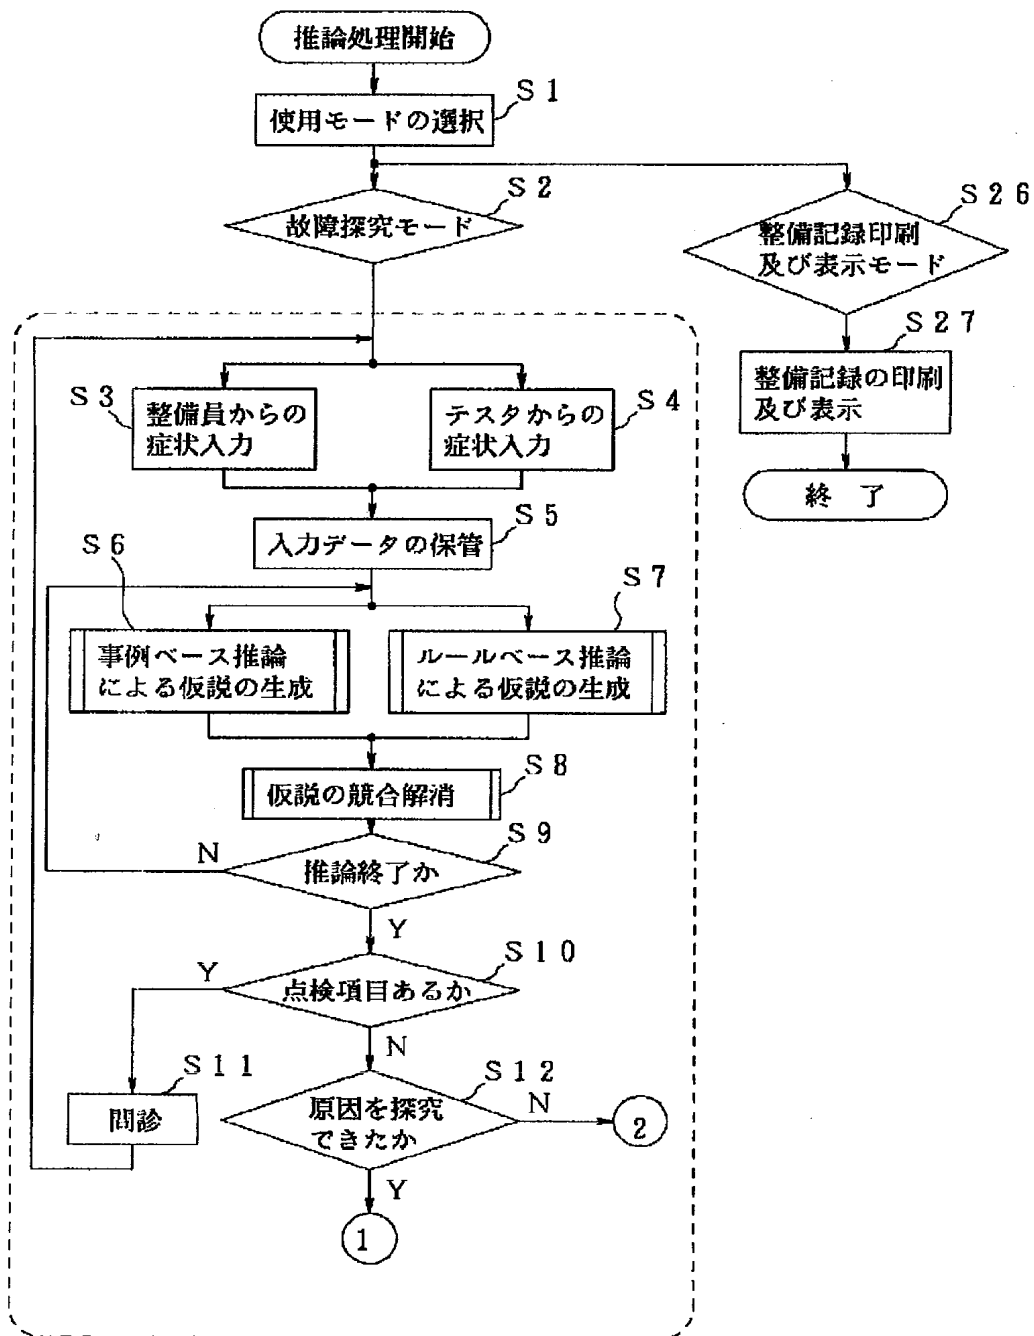 推論処理開始
S1
使用モードの選択
S2
故障探究モード
S26
整備記録印刷
及び表示モード
S27
整備記録の印刷
及び表示
終 了
S3
整備員からの
症状入力
S4
テスタからの
症状入力
S5
入力データの保管
S6
事例ベース推論
による仮説の生成
S7
ルールベース推論
による仮説の生成
S8
仮説の競合解消
S9
推論終了か
N
Y
S10
点検項目あるか
Y
N
S11
問診
S12
原因を探究
できたか
N
2
Y
1